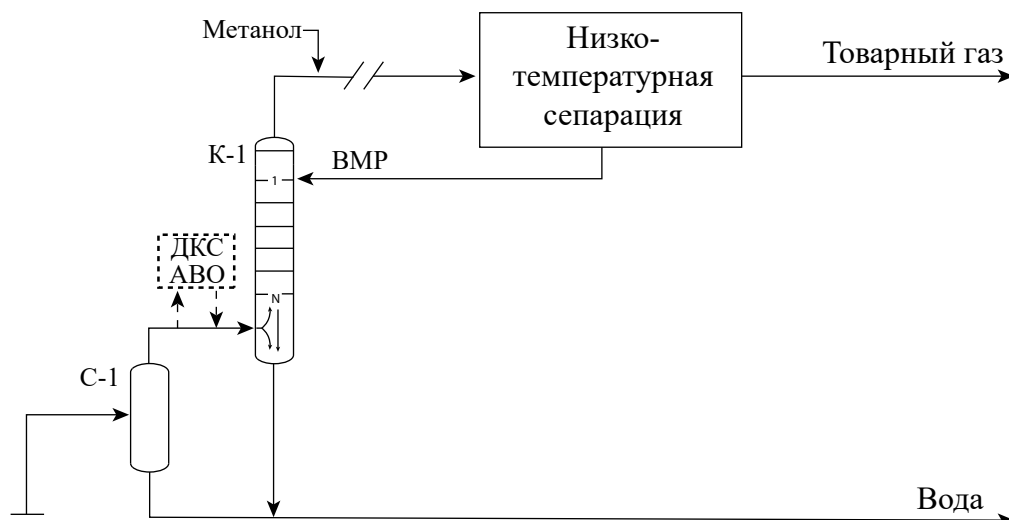 Метанол
Низко-
температурная
сепарация
Товарный газ
К-1
ВМР
1
ДКС
АВО
N
С-1
Вода